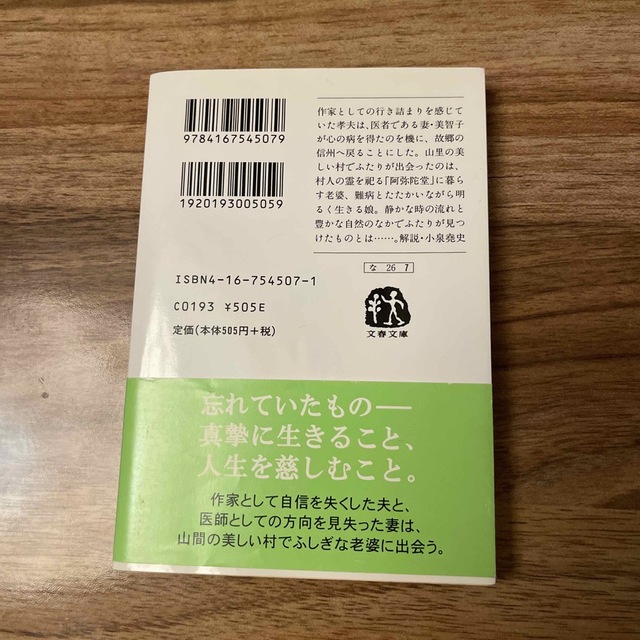 9784167545079
1920193005059
ISBN4-16-754507-1
C0193 ¥505E
定価(本体505円+税)
作家としての行き詰まりを感じて
いた孝夫は、医者である妻・美智子
が心の病を得たのを機に、故郷の
信州へ戻ることにした。山里の美
しい村でふたりが出会ったのは、
村人の霊を祀る「阿弥陀堂」に暮ら
す老婆、難病とたたかいながら明
るく生きる娘。静かな時の流れと
豊かな自然のなかでふたりが見つ
けたものとは……。解説・小泉堯史
な 26 7
文春文庫
忘れていたもの——
真摯に生きること、
人生を慈しむこと。
作家として自信を失くした夫と、
医師としての方向を見失った妻は、
山間の美しい村でふしぎな老婆に出会う。